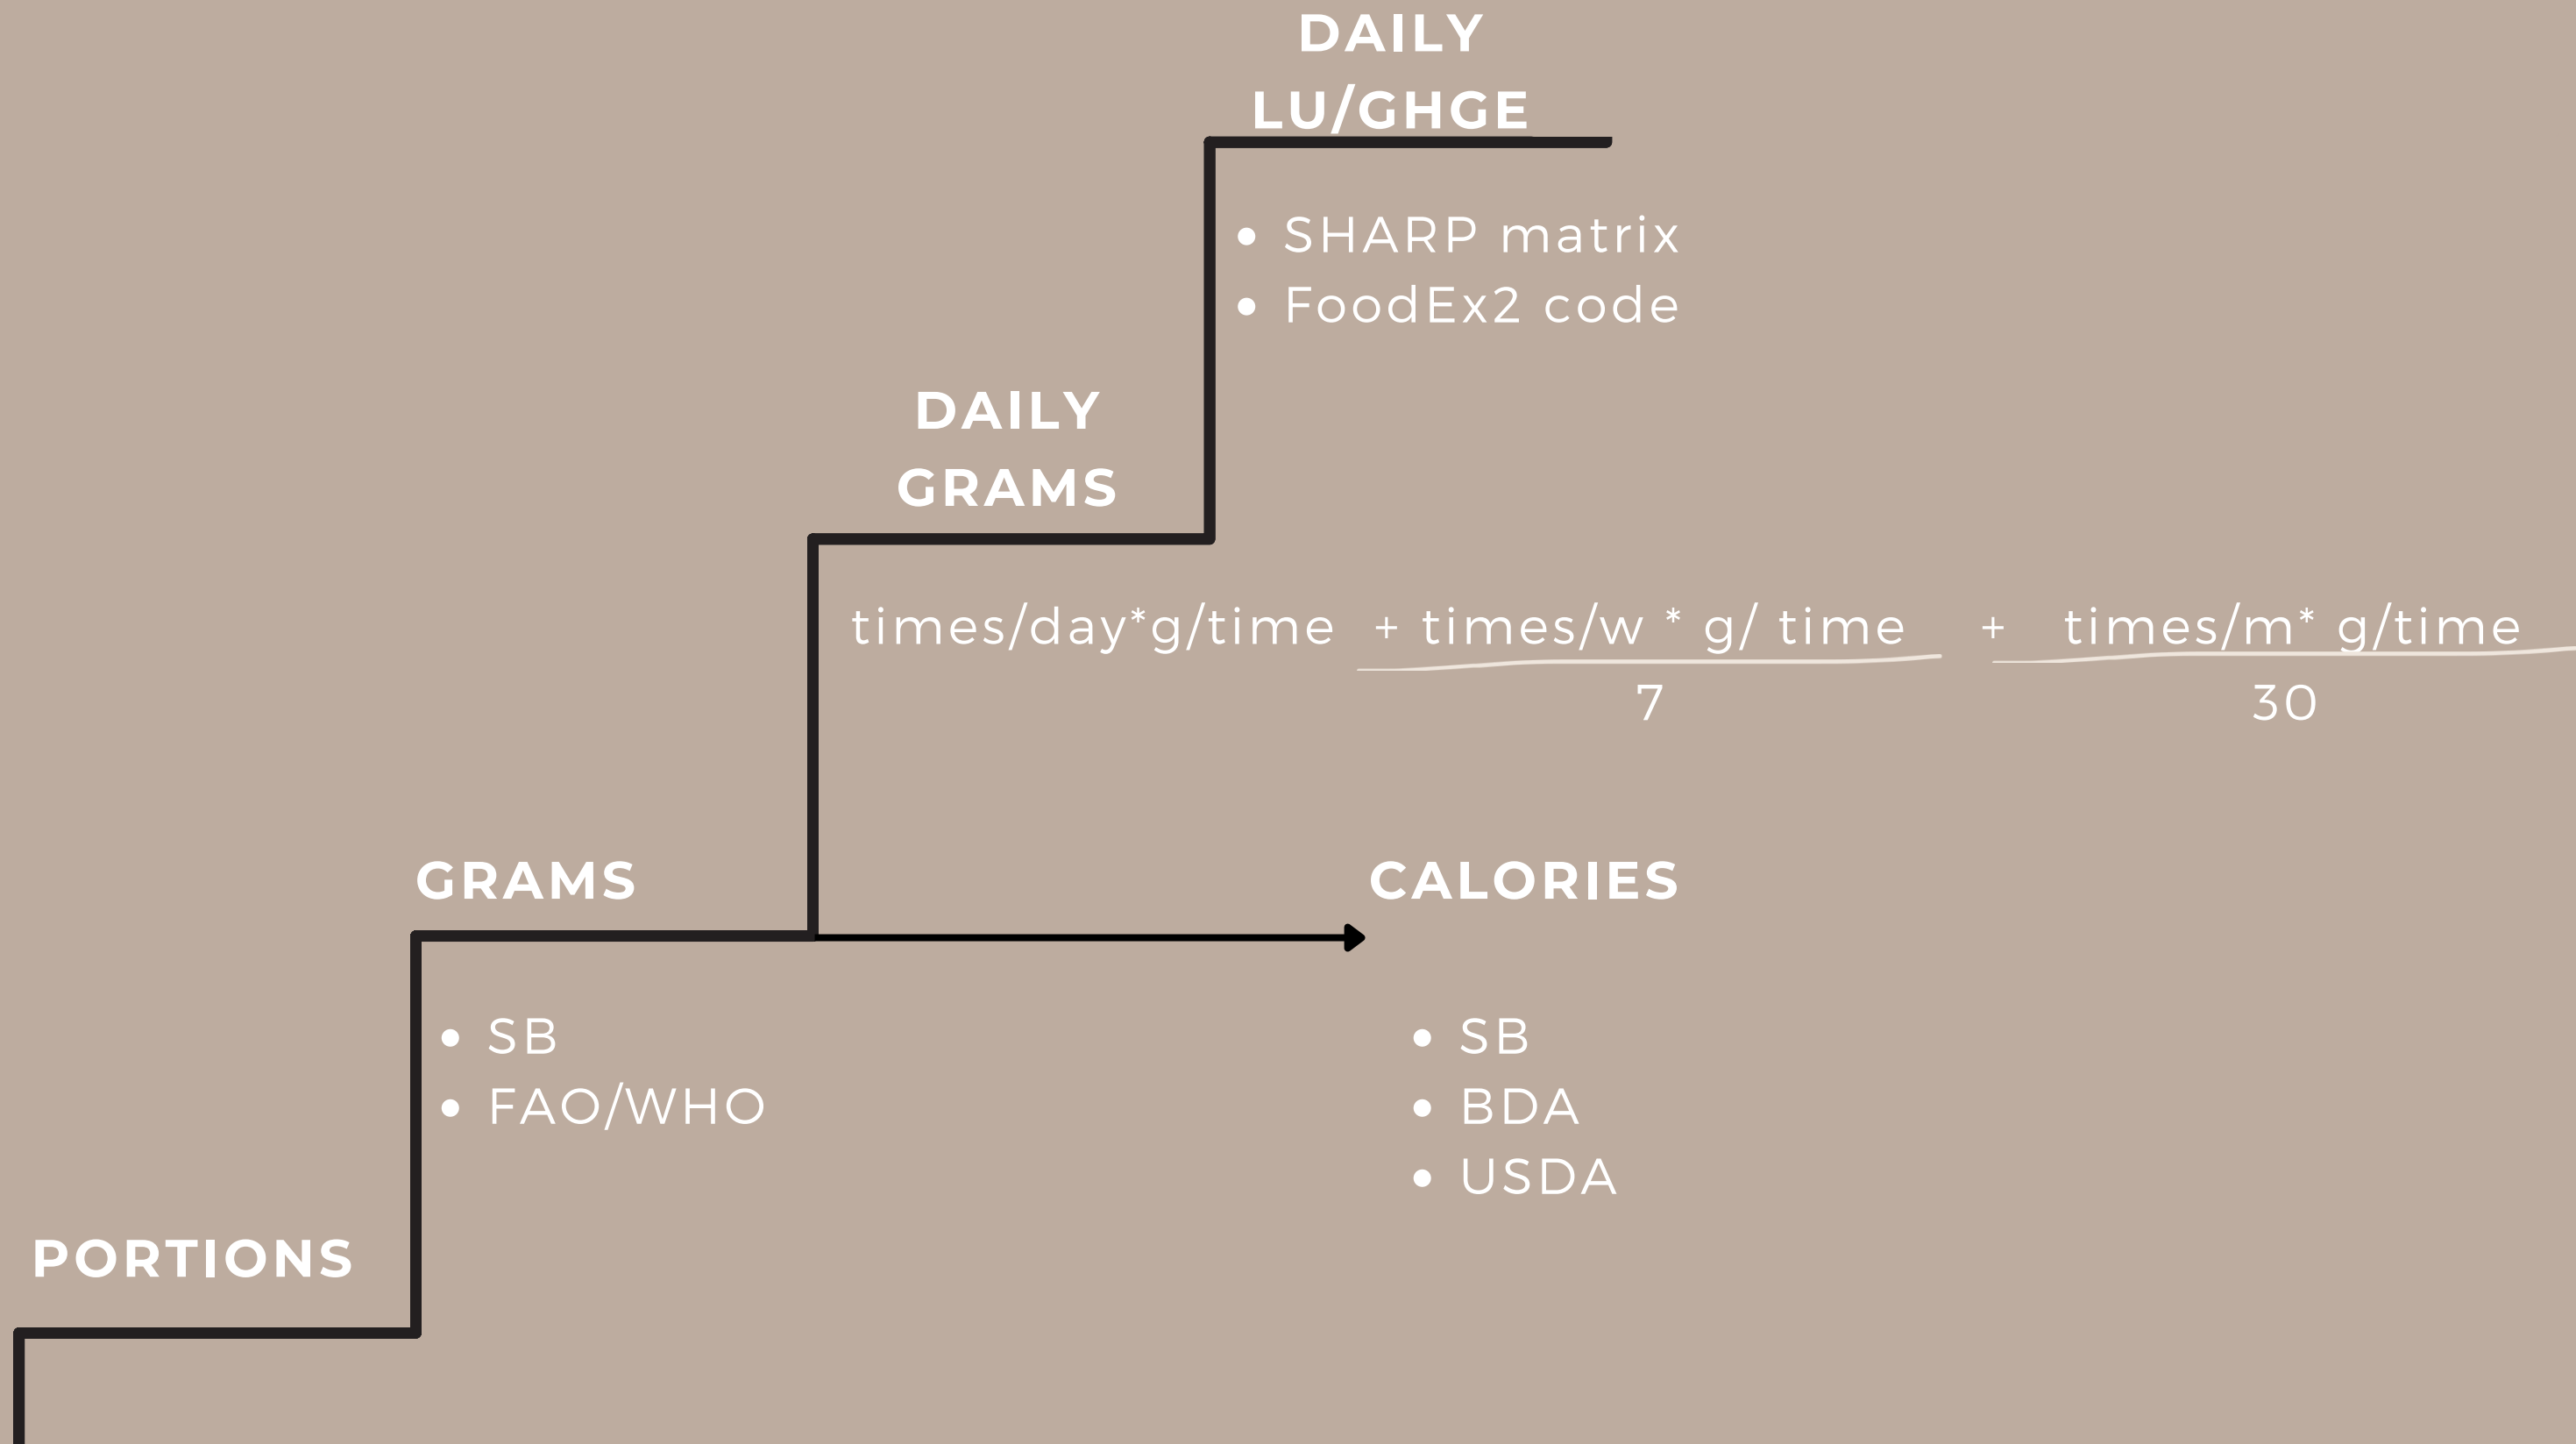 DAILY
LU/GHGE
• SHARP matrix
• FoodEx2 code
DAILY
GRAMS
times/day*g/time + times/w * g/ time + times/m* g/time
7 30
GRAMS
CALORIES
• SB
• FAO/WHO
• SB
• BDA
• USDA
PORTIONS